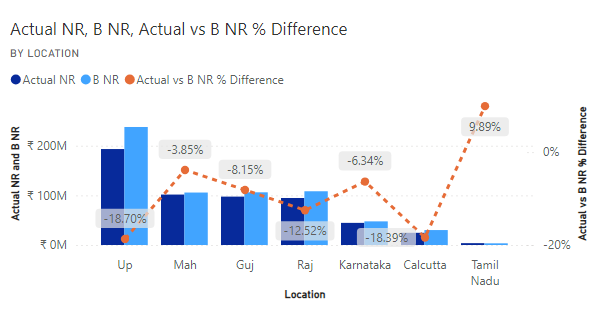 Actual NR, B NR, Actual vs B NR % Difference
BY LOCATION
Actual NR B NR Actual vs B NR % Difference
Actual NR and B NR
₹ 200M
₹ 100M
₹ 0M
-18.70%
-3.85%
-8.15%
-12.52%
-6.34%
-18.39%
9.89%
0%
-20%
Actual vs B NR % Difference
Up Mah Guj Raj Karnataka Calcutta Tamil
Nadu
Location